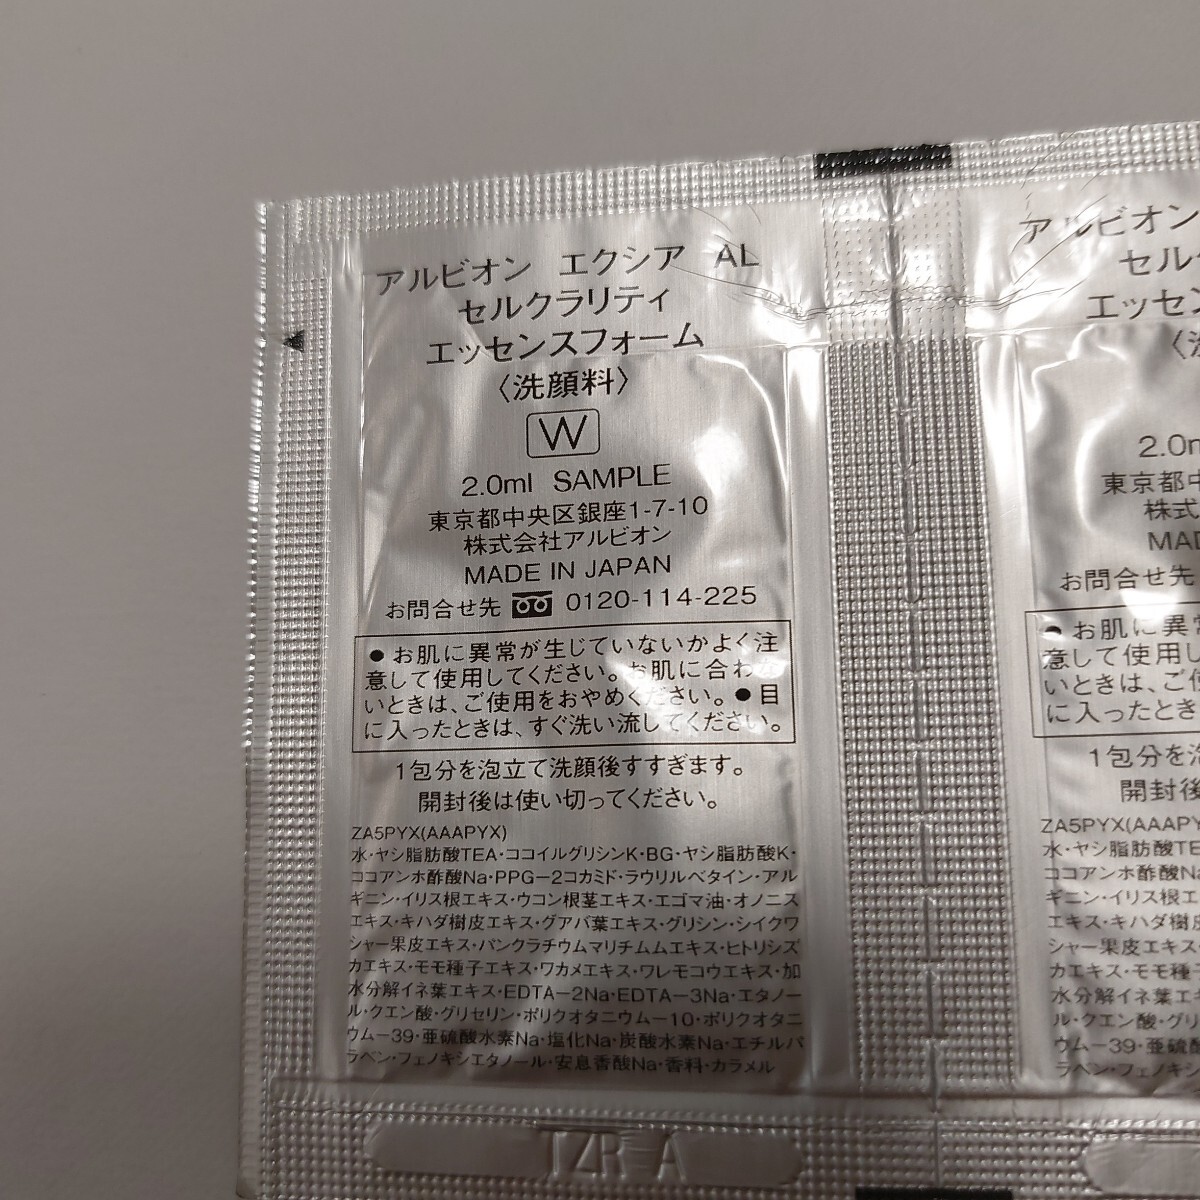 アルビオン エクシア AL
セルクラリティ
エッセンスフォーム
〈洗顔料〉
W
2.0ml SAMPLE
東京都中央区銀座1-7-10
株式会社アルビオン
MADE IN JAPAN
お問合せ先 0120-114-225
●お肌に異常が生じていないかよく注
意して使用してください。お肌に合わな
いときは、ご使用をおやめください。●目
に入ったときは、すぐ洗い流してください。
1包分を泡立て洗顔後すすぎます。
開封後は使い切ってください。
ZA5PYX(AAAPYX)
水・ヤシ脂肪酸TEA・ココイルグリシンK・BG・ヤシ脂肪酸K・
ココアンホ酢酸Na・PPG-2コカミド・ラウリルベタイン・アル
ギニン・イリス根エキス・ウコン根茎エキス・エゴマ油・オノニス
エキス・キハダ樹皮エキス・グアバ葉エキス・グリシン・シイクワ
シャー果皮エキス・パンクラチウムマリチムムエキス・ヒトリシズ
カエキス・モモ種子エキス・ワカメエキス・ワレモコウエキス・加
水分解イネ葉エキス・EDTA-2Na・EDTA-3Na・エタノー
ル・クエン酸・グリセリン・ポリクオタニウム-10・ポリクオタニ
ウム-39・亜硫酸水素Na・塩化Na・炭酸水素Na・エチルパ
ラベン・フェノキシエタノール・安息香酸Na・香料・カラメル
アルビオン
セル
エッセン
〈洗
2.0m
東京都中
株式
MAD
お問合せ先
●お肌に異常
意して使用し
いときは、ご使
に入ったとき
1包分を泡
開封後
ZA5PYX(AAAPY
水・ヤシ脂肪酸TE
ココアンホ酢酸Na
ギニン・イリス根エ
エキス・キハダ樹皮
シャー果皮エキス・
カエキス・モモ種子
水分解イネ葉エキス
ル・クエン酸・グリ
ウム-39・亜硫酸
ラベン・フェノキシ